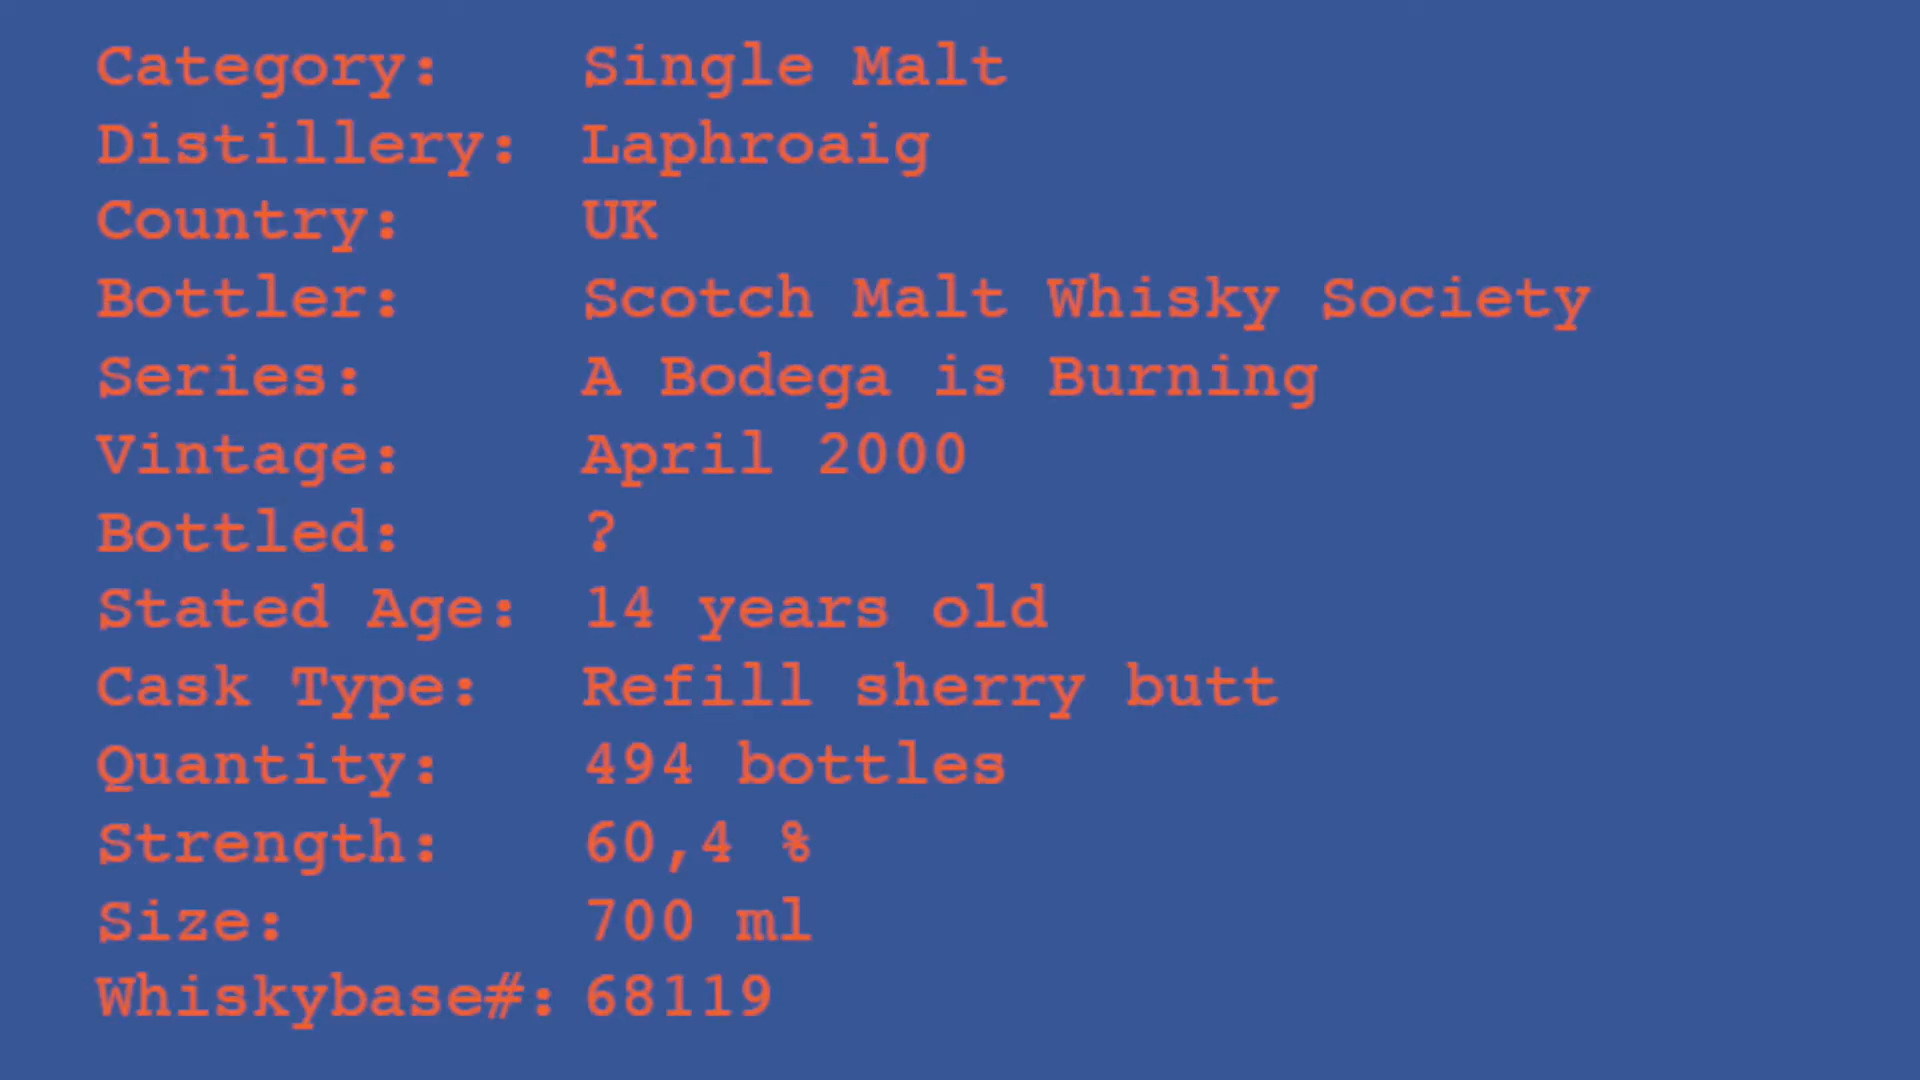 Category: Single Malt
Distillery: Laphroaig
Country: UK
Bottler: Scotch Malt Whisky Society
Series: A Bodega is Burning
Vintage: April 2000
Bottled: ?
Stated Age: 14 years old
Cask Type: Refill sherry butt
Quantity: 494 bottles
Strength: 60,4 %
Size: 700 ml
Whiskybase#: 68119